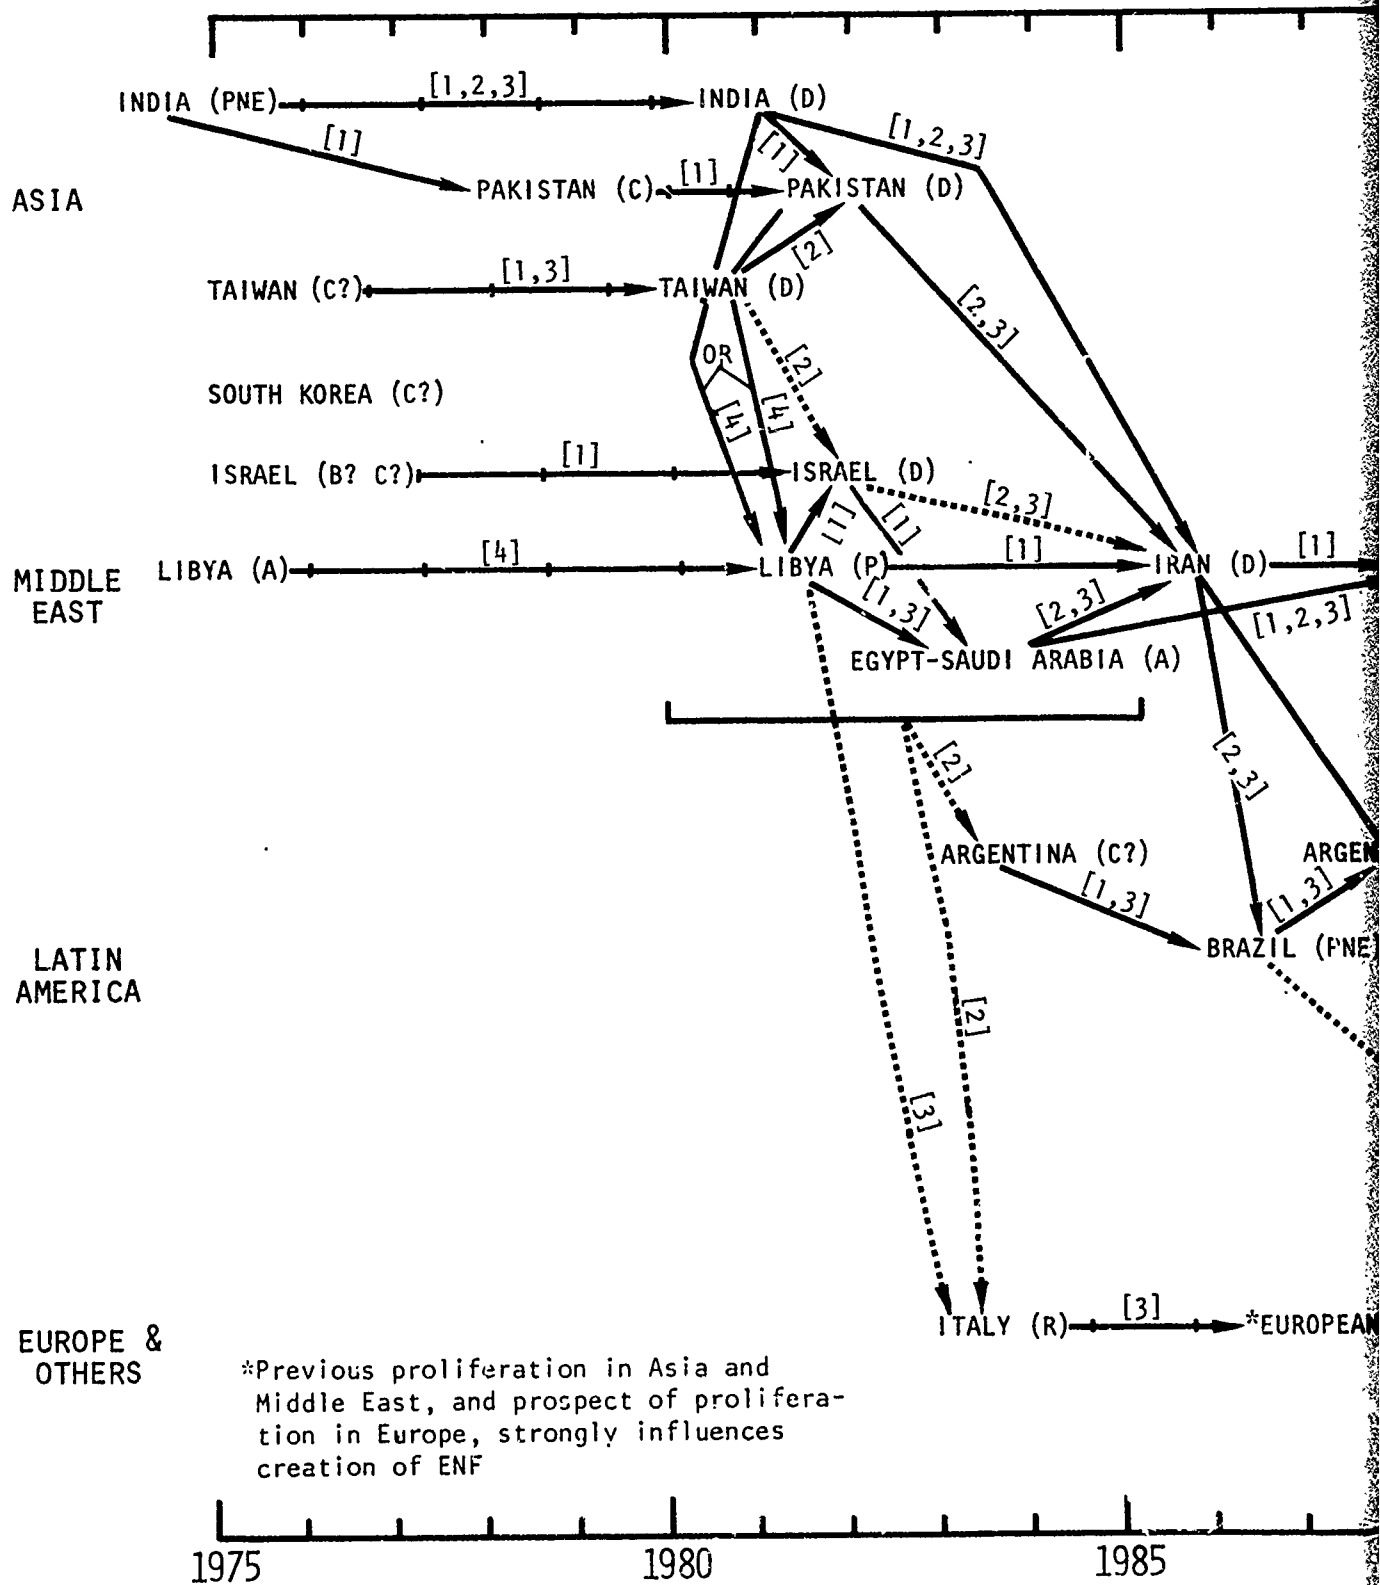 INDIA (PNE) [1,2,3] INDIA (D)
[1] [1] [1,2,3]
ASIA
PAKISTAN (C) [1] PAKISTAN (D)
[2]
TAIWAN (C?) [1,3] TAIWAN (D)
[2,3]
OR [2]
SOUTH KOREA (C?)
[4] [4]
ISRAEL (B? C?) [1] ISRAEL (D)
[2,3]
[1] [1]
MIDDLE
EAST
LIBYA (A) [4] LIBYA (P) [1] IRAN (D) [1]
[1,3] [2,3] [1,2,3]
EGYPT-SAUDI ARABIA (A)
[2] [2,3]
ARGENTINA (C?) ARGEN
[1,3] [1,3]
LATIN
AMERICA
BRAZIL (PNE)
[2]
[3]
EUROPE &
OTHERS
ITALY (R) [3] *EUROPEAN
*Previous proliferation in Asia and
Middle East, and prospect of prolifera-
tion in Europe, strongly influences
creation of ENF
1975 1980 1985